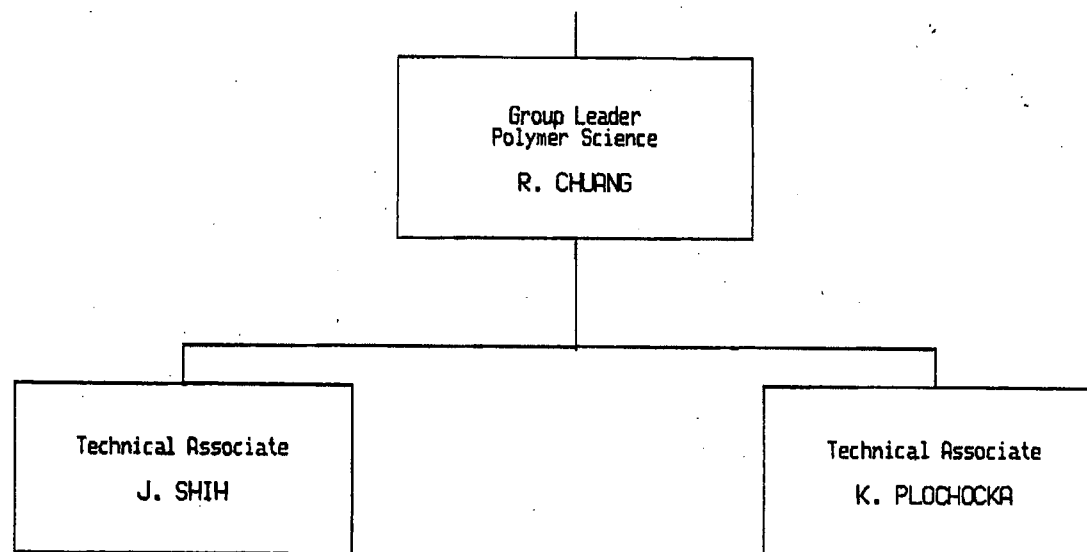 Group Leader
Polymer Science
R. CHUANG
Technical Associate
J. SHIH
Technical Associate
K. PLOCHOCKA